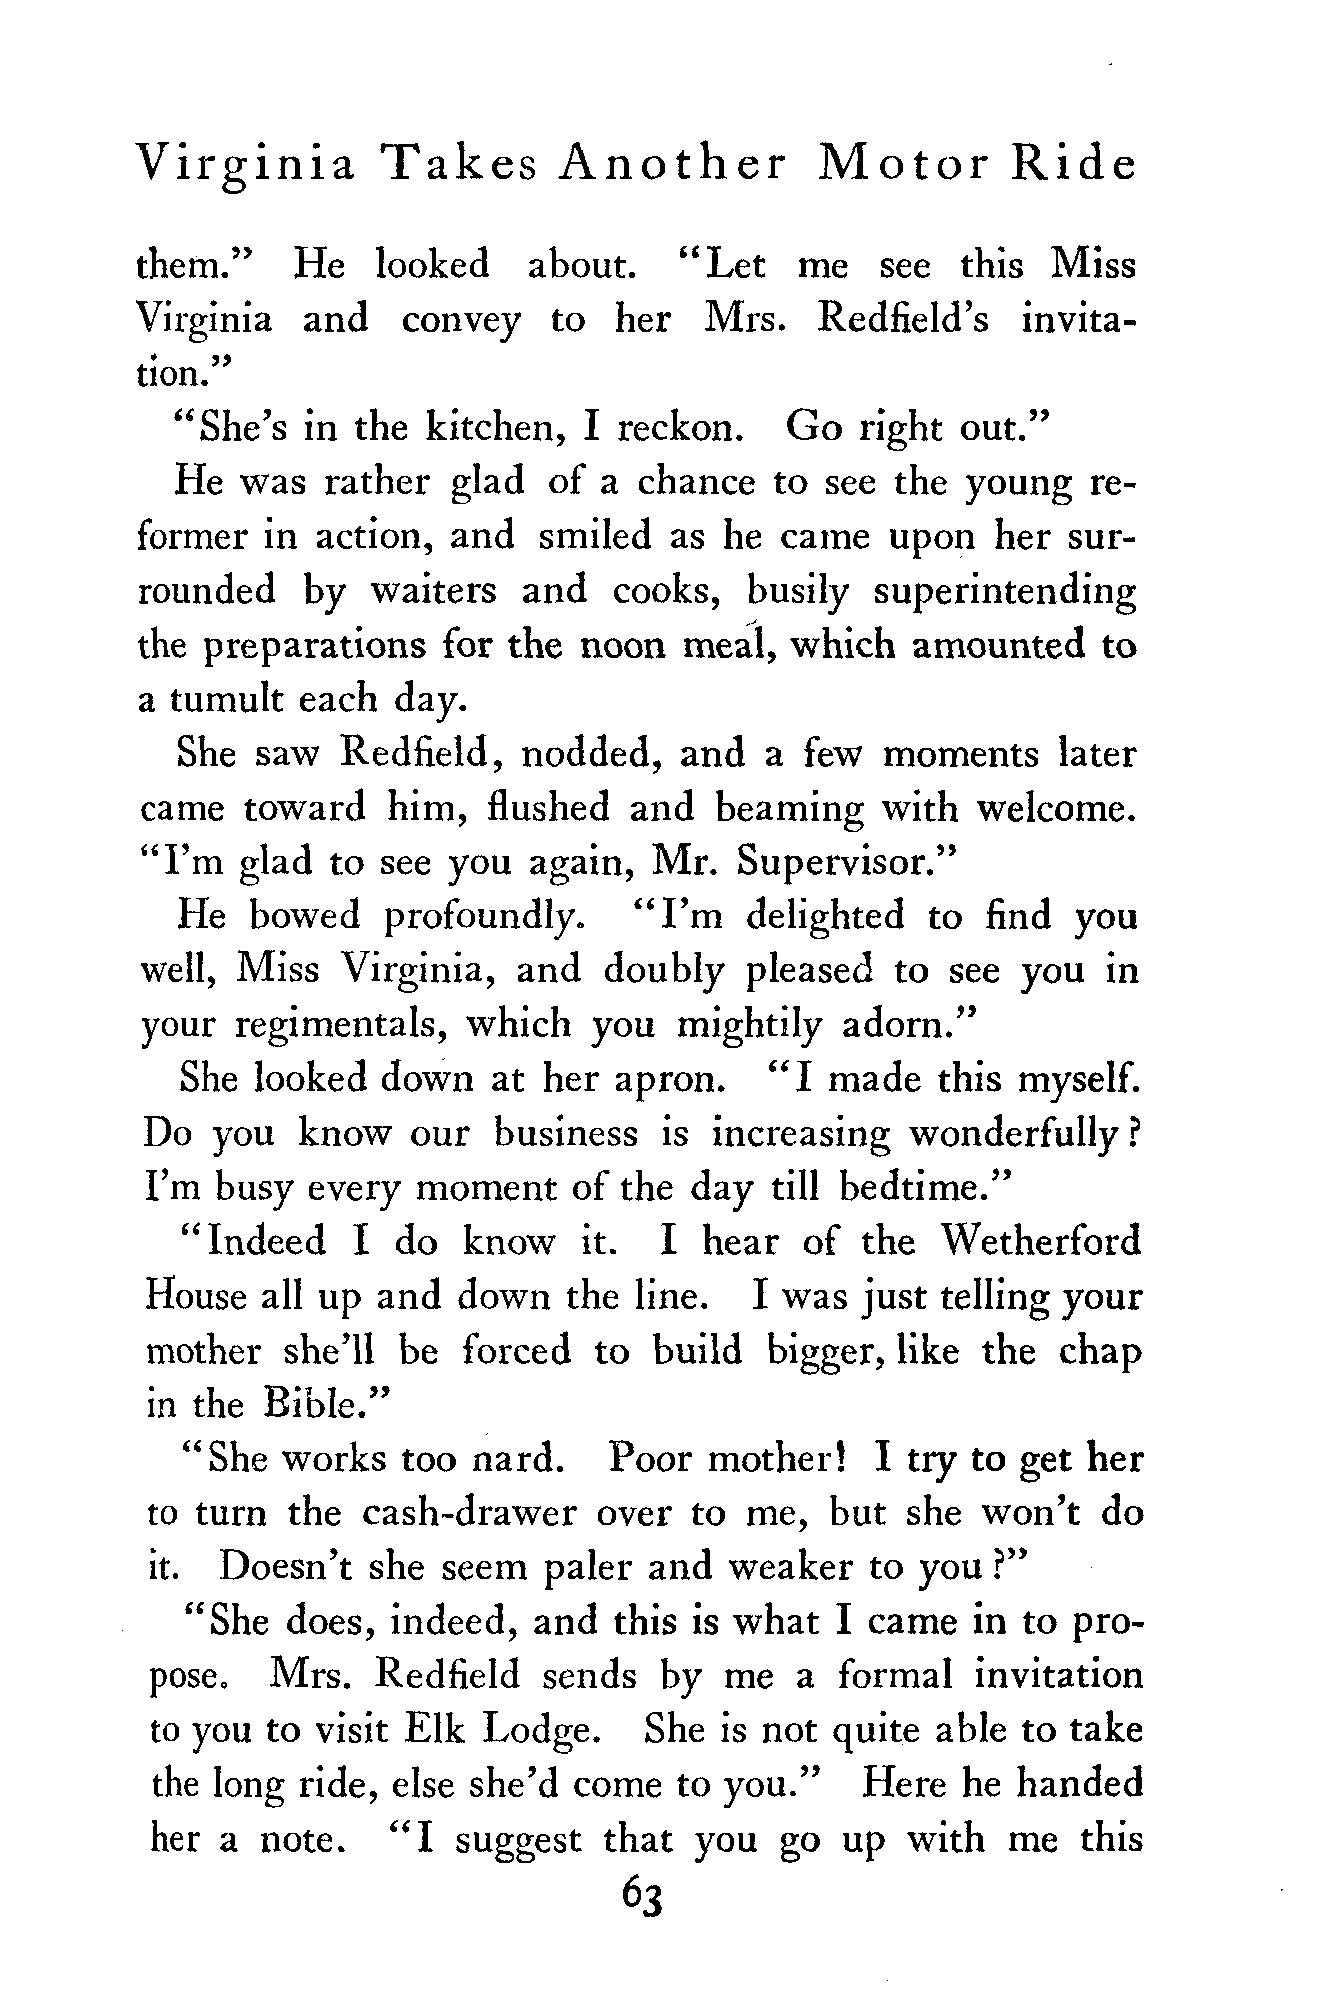 Virginia Takes Another Motor Ride
them." He looked about. "Let me see this Miss
Virginia and convey to her Mrs. Redfield's invita-
tion."
"She's in the kitchen, I reckon. Go right out."
He was rather glad of a chance to see the young re-
former in action, and smiled as he came upon her sur-
rounded by waiters and cooks, busily superintending
the preparations for the noon meal, which amounted to
a tumult each day.
She saw Redfield, nodded, and a few moments later
came toward him, flushed and beaming with welcome.
"I'm glad to see you again, Mr. Supervisor."
He bowed profoundly. "I'm delighted to find you
well, Miss Virginia, and doubly pleased to see you in
your regimentals, which you mightily adorn."
She looked down at her apron. "I made this myself.
Do you know our business is increasing wonderfully?
I'm busy every moment of the day till bedtime."
"Indeed I do know it. I hear of the Wetherford
House all up and down the line. I was just telling your
mother she'll be forced to build bigger, like the chap
in the Bible."
"She works too nard. Poor mother! I try to get her
to turn the cash-drawer over to me, but she won't do
it. Doesn't she seem paler and weaker to you?"
"She does, indeed, and this is what I came in to pro-
pose. Mrs. Redfield sends by me a formal invitation
to you to visit Elk Lodge. She is not quite able to take
the long ride, else she'd come to you." Here he handed
her a note. "I suggest that you go up with me this
63